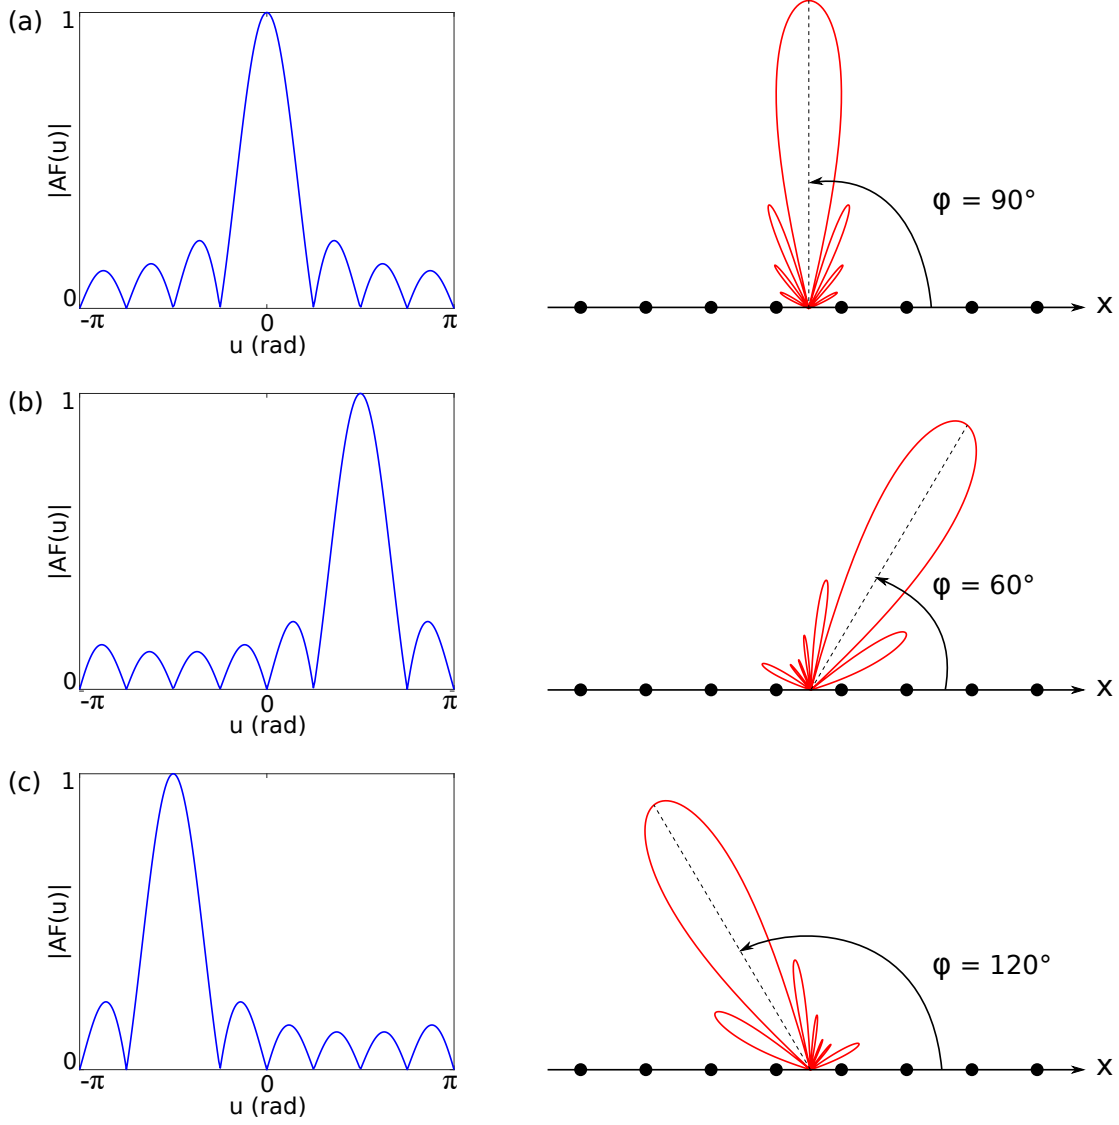 (a)
1
|AF(u)|
0
-π
0
π
u (rad)
φ = 90°
x
(b)
1
|AF(u)|
0
-π
0
π
u (rad)
φ = 60°
x
(c)
1
|AF(u)|
0
-π
0
π
u (rad)
φ = 120°
x